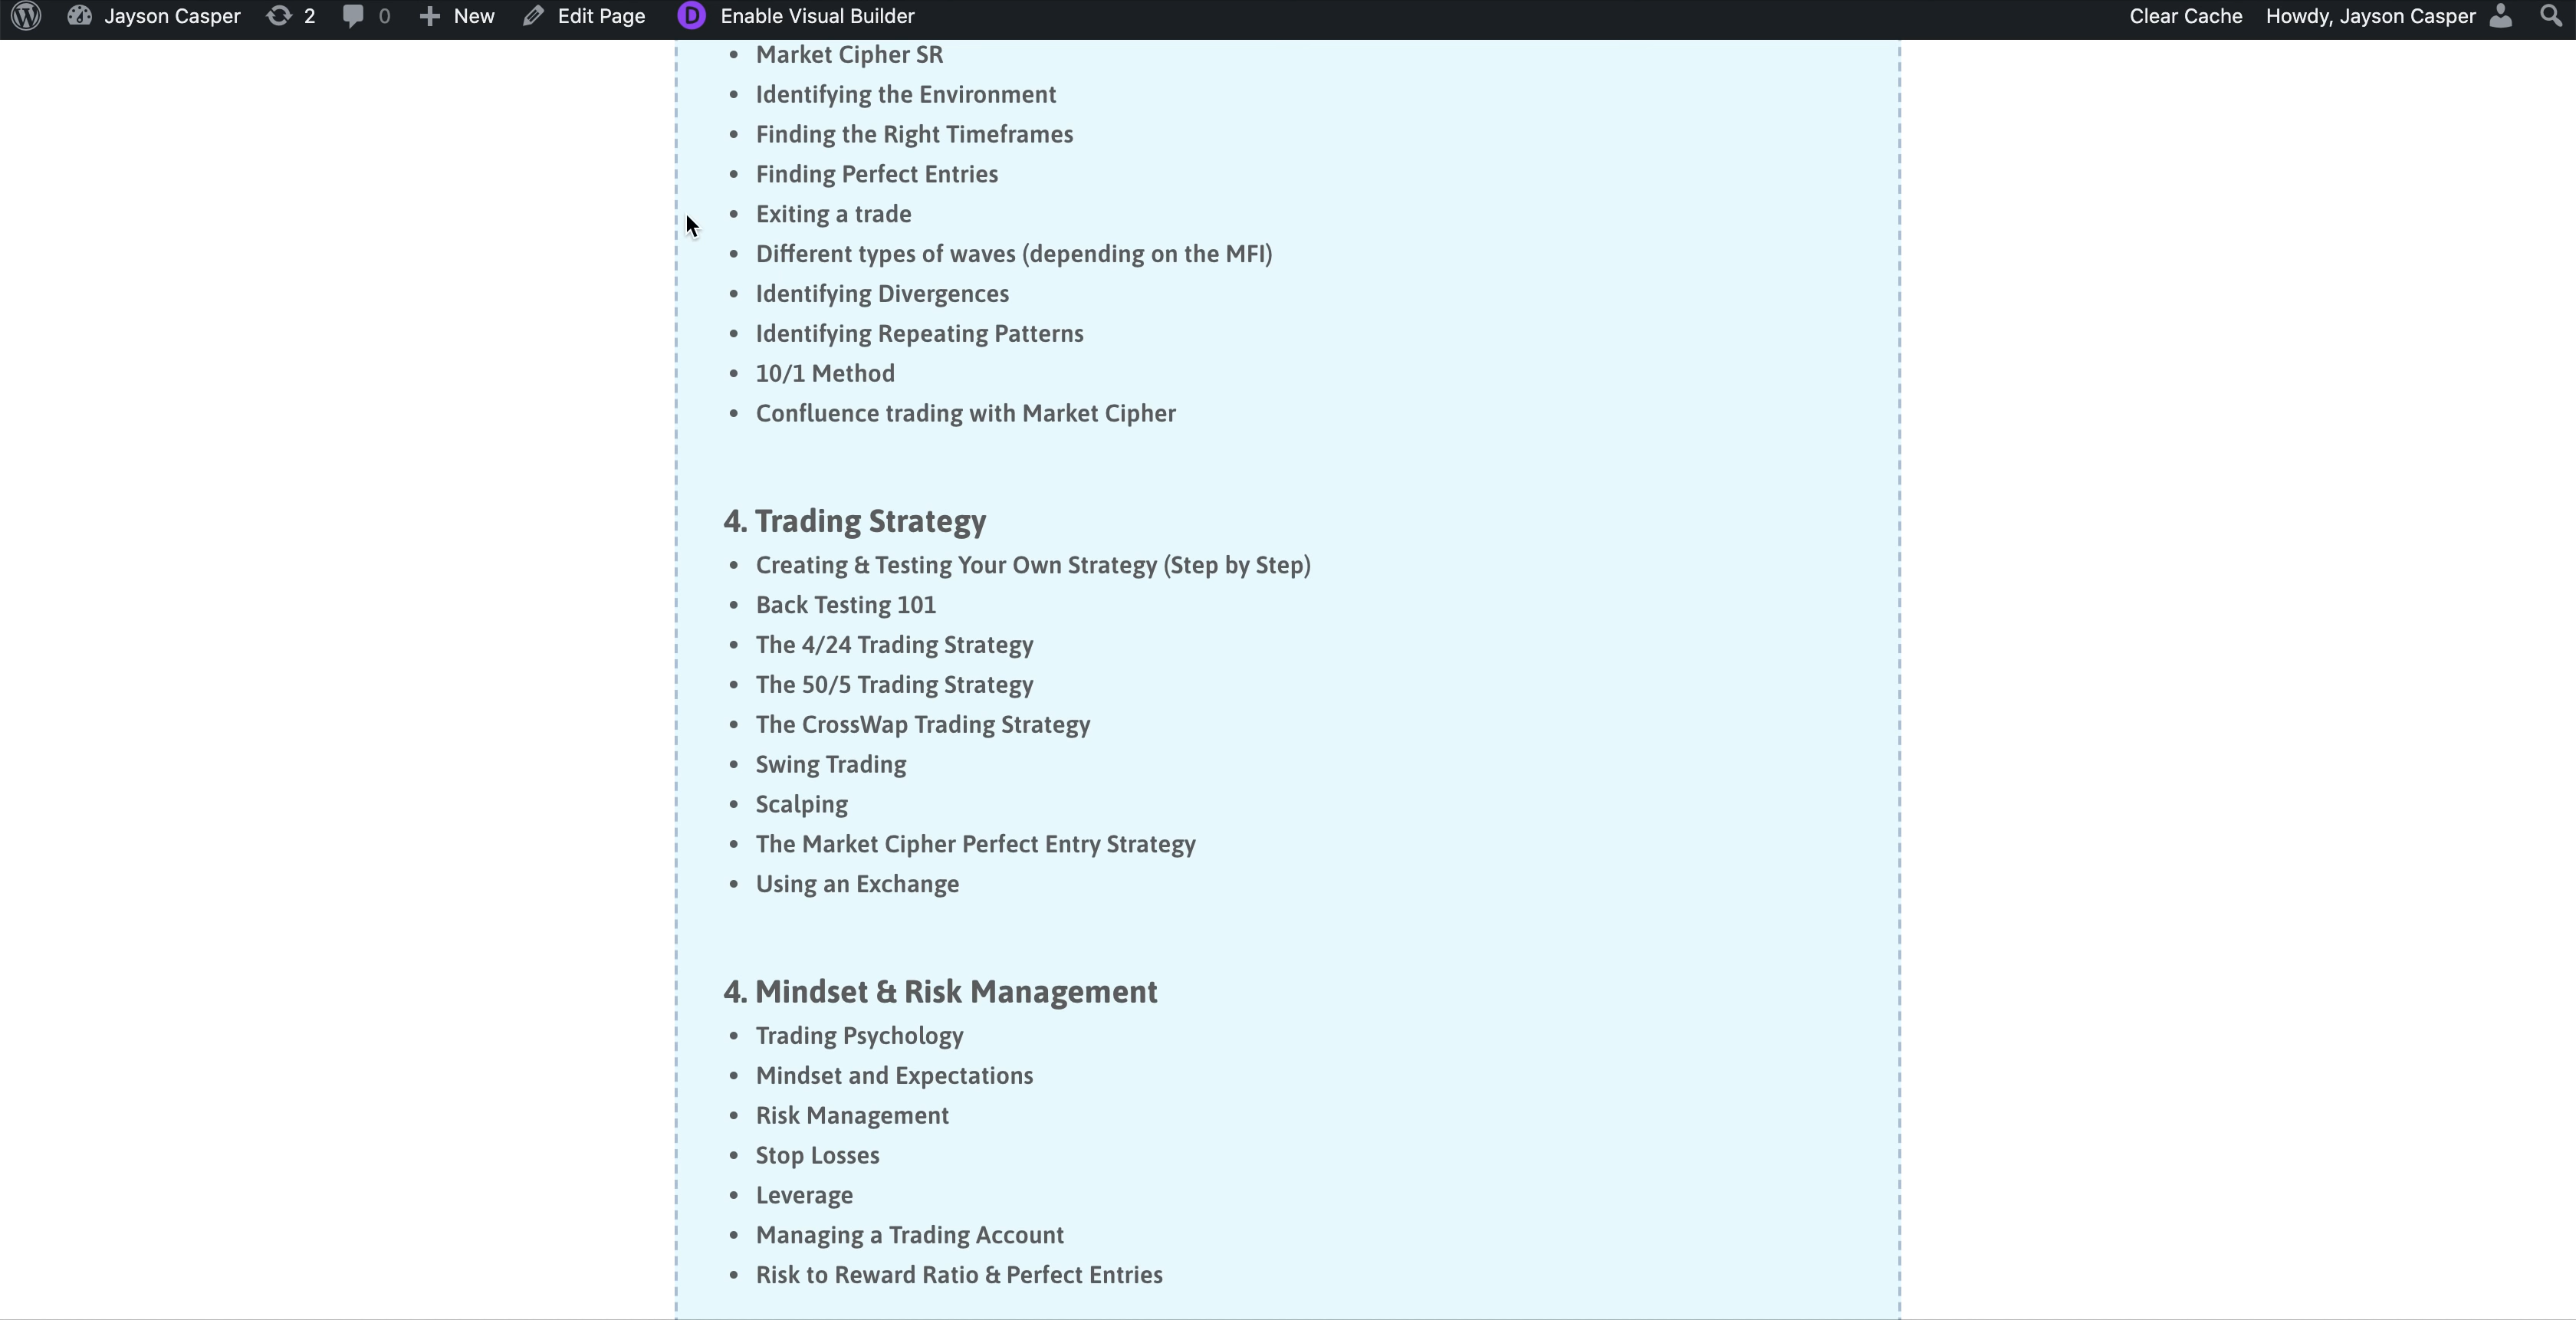 Jayson Casper 2 0 New Edit Page D Enable Visual Builder Clear Cache Howdy, Jayson Casper
• Market Cipher SR
• Identifying the Environment
• Finding the Right Timeframes
• Finding Perfect Entries
• Exiting a trade
• Different types of waves (depending on the MFI)
• Identifying Divergences
• Identifying Repeating Patterns
• 10/1 Method
• Confluence trading with Market Cipher
4. Trading Strategy
• Creating & Testing Your Own Strategy (Step by Step)
• Back Testing 101
• The 4/24 Trading Strategy
• The 50/5 Trading Strategy
• The CrossWap Trading Strategy
• Swing Trading
• Scalping
• The Market Cipher Perfect Entry Strategy
• Using an Exchange
4. Mindset & Risk Management
• Trading Psychology
• Mindset and Expectations
• Risk Management
• Stop Losses
• Leverage
• Managing a Trading Account
• Risk to Reward Ratio & Perfect Entries